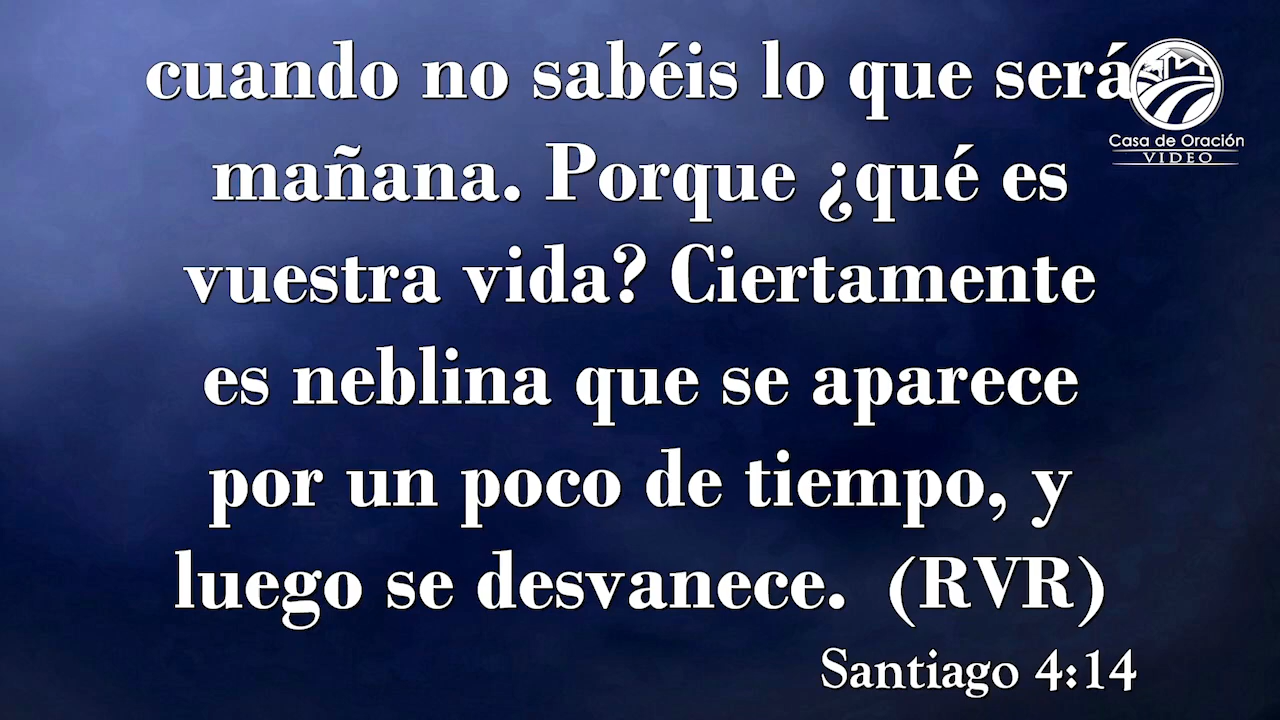 cuando no sabéis lo que será
mañana. Porque ¿qué es
vuestra vida? Ciertamente
es neblina que se aparece
por un poco de tiempo, y
luego se desvanece. (RVR)
Santiago 4:14
Casa de Oración
VIDEO